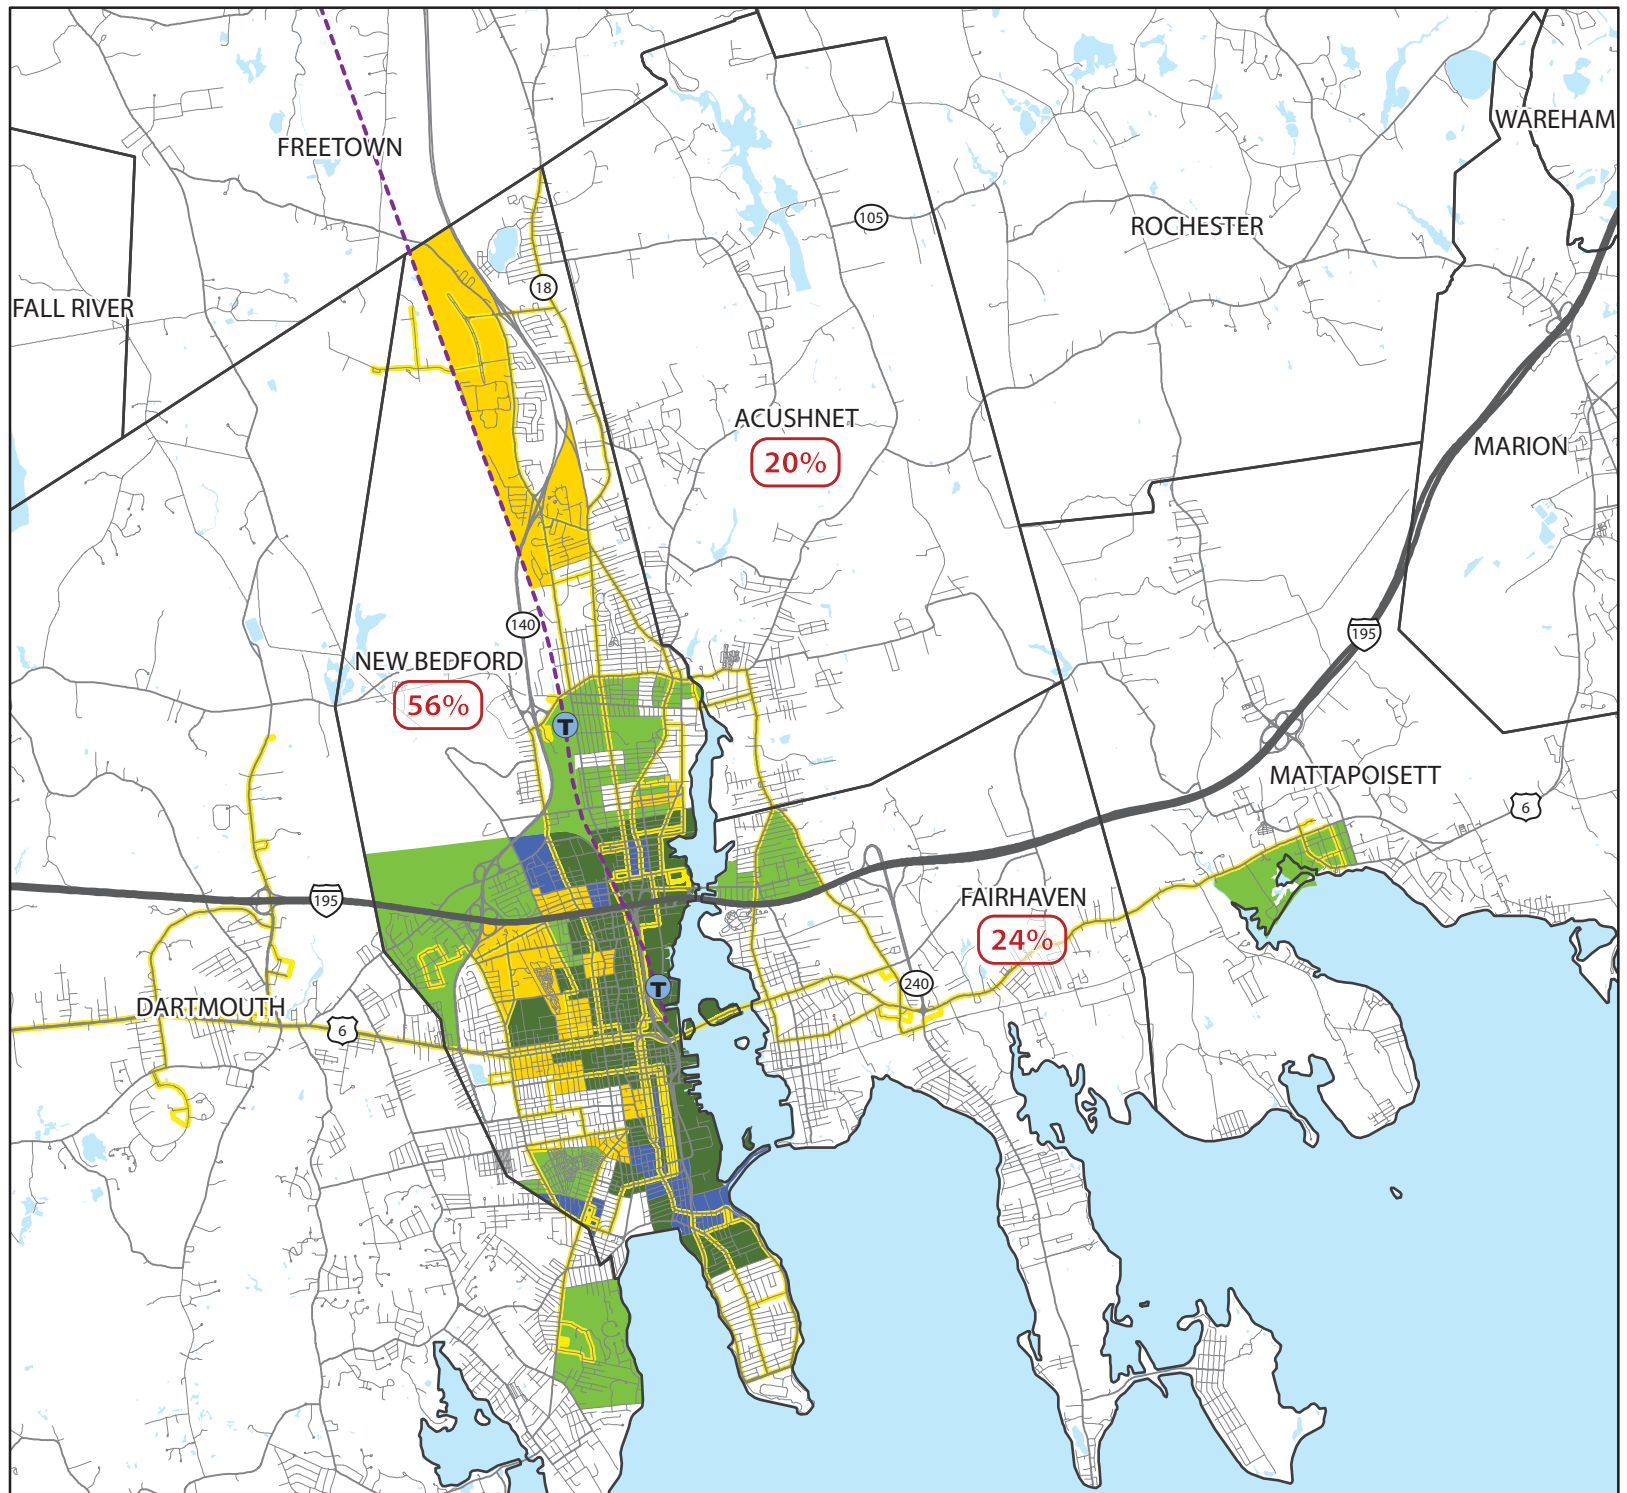 WAREHAM
FREETOWN
105
ROCHESTER
18
FALL RIVER
ACUSHNET
20%
MARION
140
195
NEW BEDFORD
56%
T
MATTAPOISETT
6
195
FAIRHAVEN
24%
240
T
DARTMOUTH
6